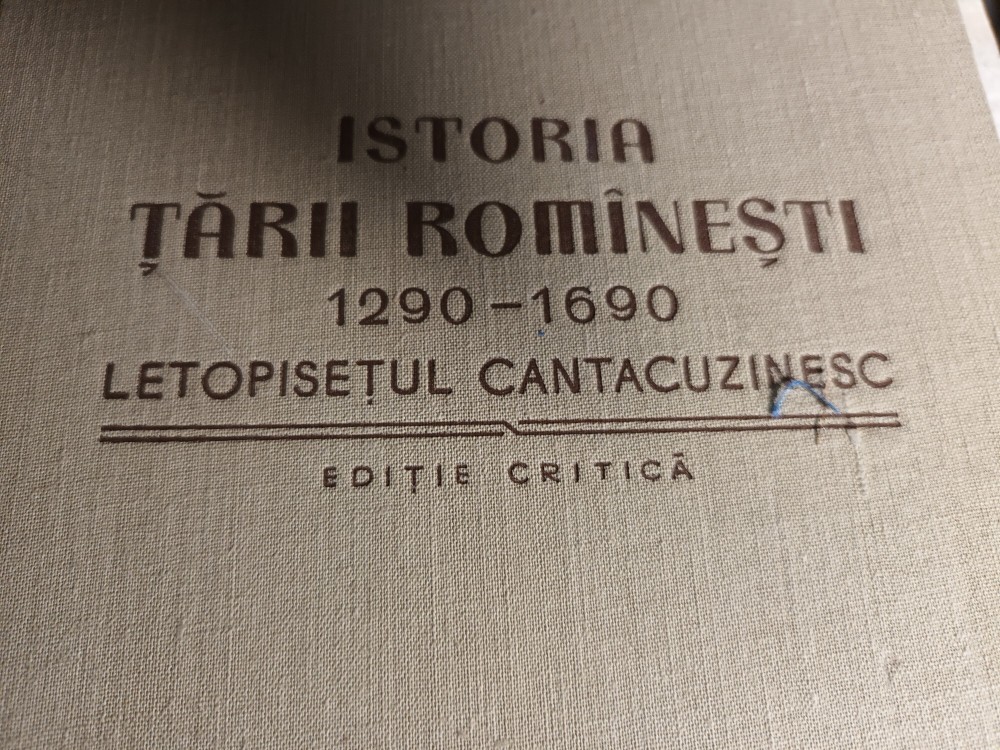 ISTORIA
ȚĂRII ROMÎNEȘTI
1290-1690
LETOPISEȚUL CANTACUZINESC
EDIȚIE CRITICĂ